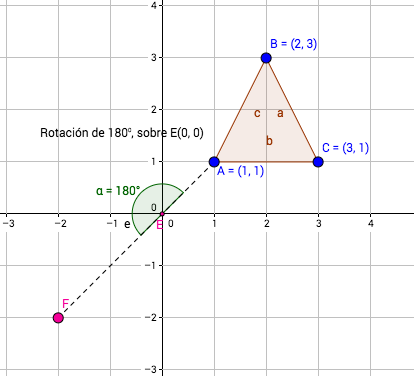 4
B = (2, 3)
3
c
a
2
Rotación de 180º, sobre E(0, 0)
b
C = (3, 1)
1
A = (1, 1)
α = 180°
0
-3
-2
e
E
0
1
2
3
4
-1
F
-2
-3